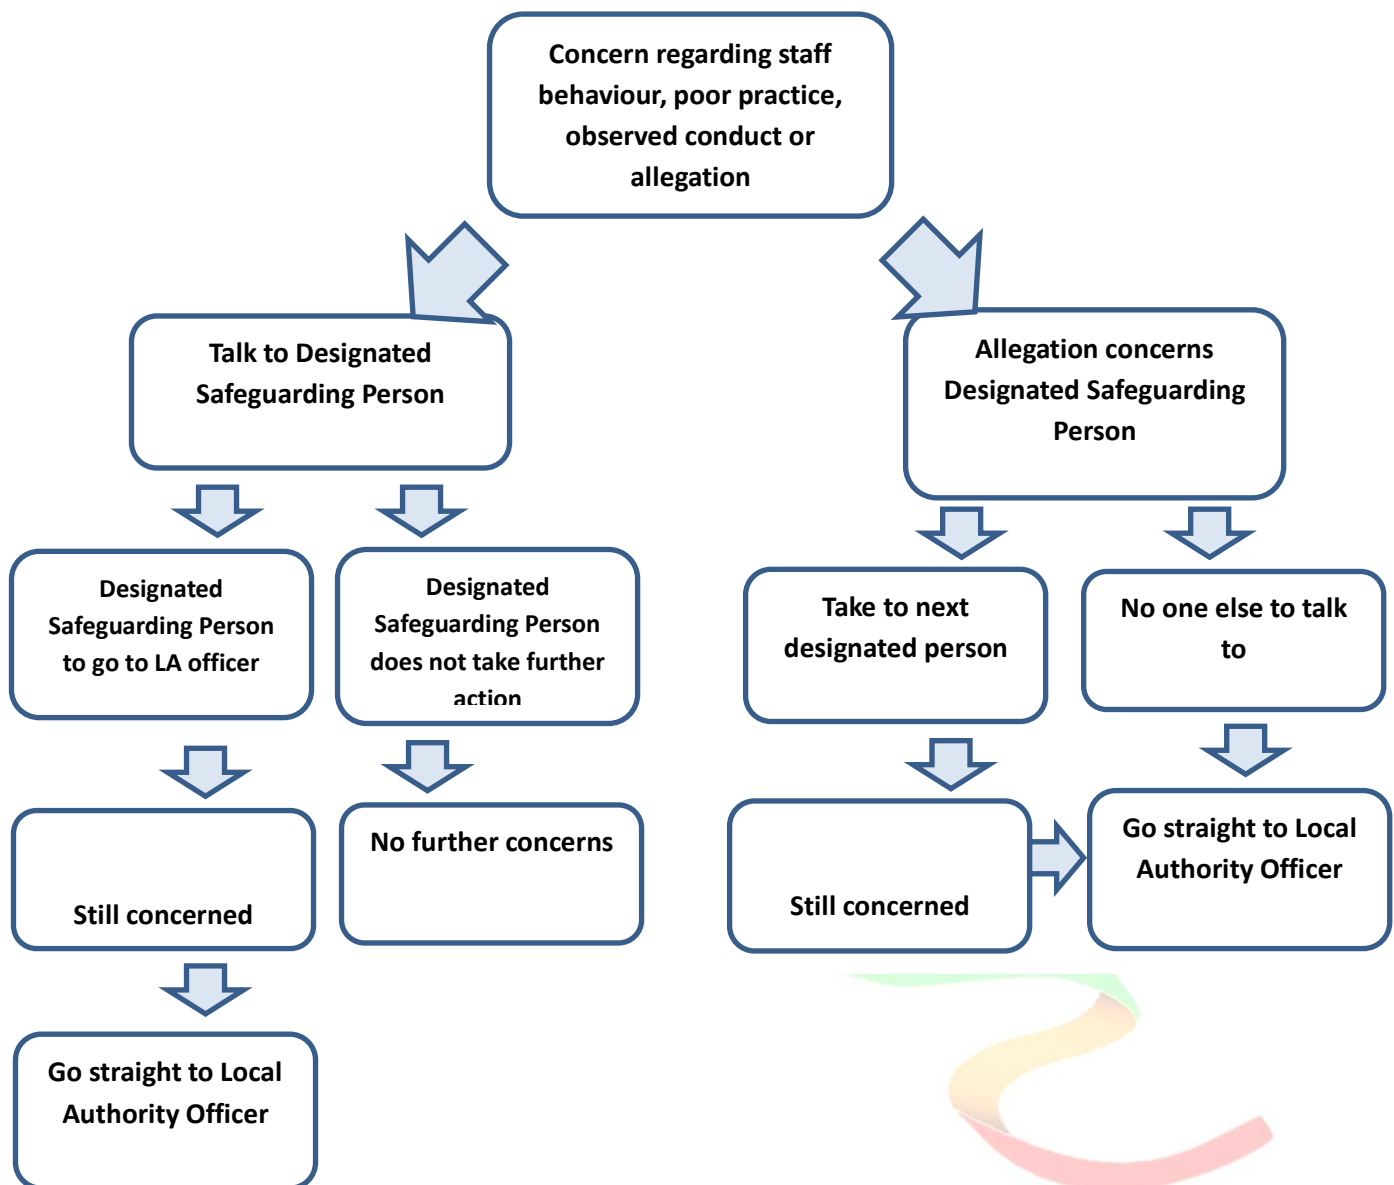 Concern regarding staff
behaviour, poor practice,
observed conduct or
allegation
Talk to Designated
Safeguarding Person
Allegation concerns
Designated Safeguarding
Person
Designated
Safeguarding Person
to go to LA officer
Designated
Safeguarding Person
does not take further
action
Take to next
designated person
No one else to talk
to
Still concerned
No further concerns
Still concerned
Go straight to Local
Authority Officer
Go straight to Local
Authority Officer